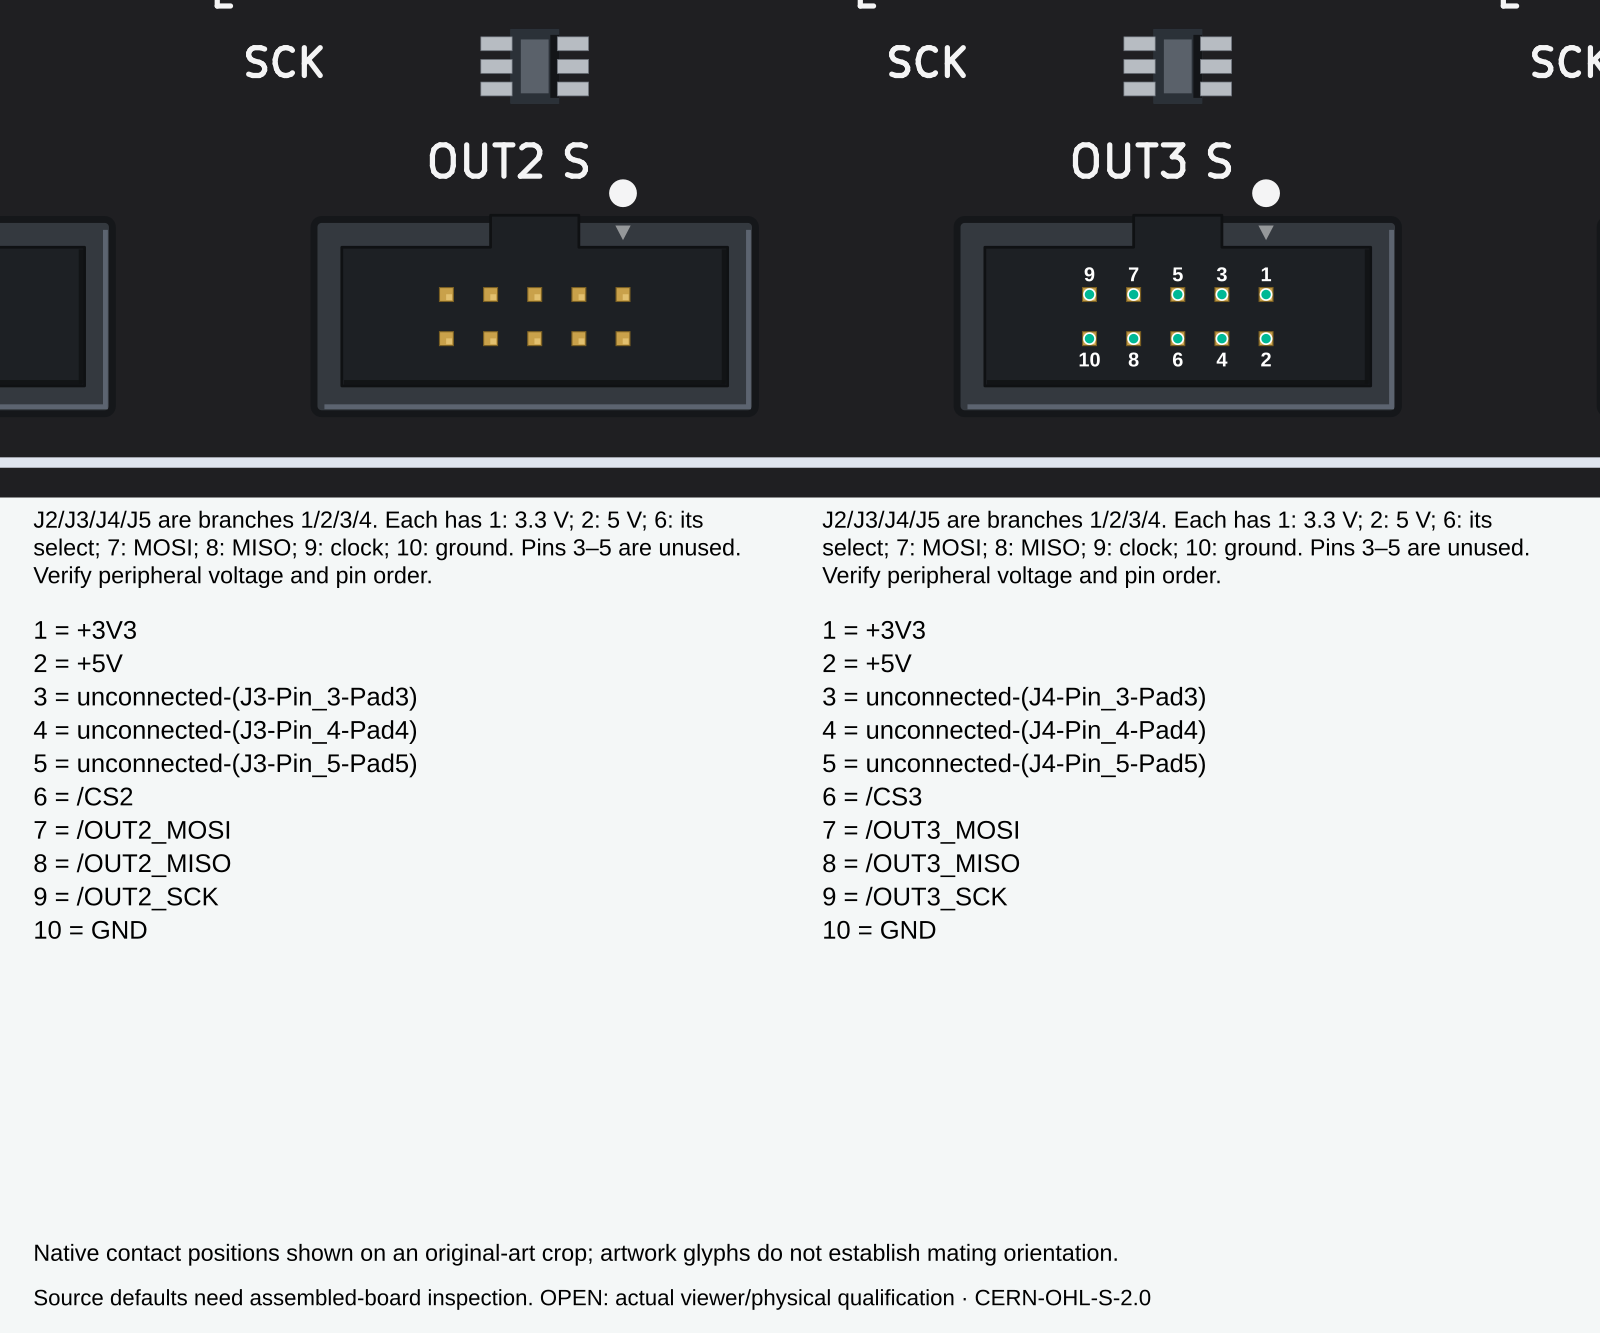 SCK
SCK
OUT2 S
OUT3 S
9 7 5 3 1
10 8 6 4 2
J2/J3/J4/J5 are branches 1/2/3/4. Each has 1: 3.3 V; 2: 5 V; 6: its
select; 7: MOSI; 8: MISO; 9: clock; 10: ground. Pins 3–5 are unused.
Verify peripheral voltage and pin order.
1 = +3V3
2 = +5V
3 = unconnected-(J3-Pin_3-Pad3)
4 = unconnected-(J3-Pin_4-Pad4)
5 = unconnected-(J3-Pin_5-Pad5)
6 = /CS2
7 = /OUT2_MOSI
8 = /OUT2_MISO
9 = /OUT2_SCK
10 = GND
J2/J3/J4/J5 are branches 1/2/3/4. Each has 1: 3.3 V; 2: 5 V; 6: its
select; 7: MOSI; 8: MISO; 9: clock; 10: ground. Pins 3–5 are unused.
Verify peripheral voltage and pin order.
1 = +3V3
2 = +5V
3 = unconnected-(J4-Pin_3-Pad3)
4 = unconnected-(J4-Pin_4-Pad4)
5 = unconnected-(J4-Pin_5-Pad5)
6 = /CS3
7 = /OUT3_MOSI
8 = /OUT3_MISO
9 = /OUT3_SCK
10 = GND
Native contact positions shown on an original-art crop; artwork glyphs do not establish mating orientation.
Source defaults need assembled-board inspection. OPEN: actual viewer/physical qualification · CERN-OHL-S-2.0